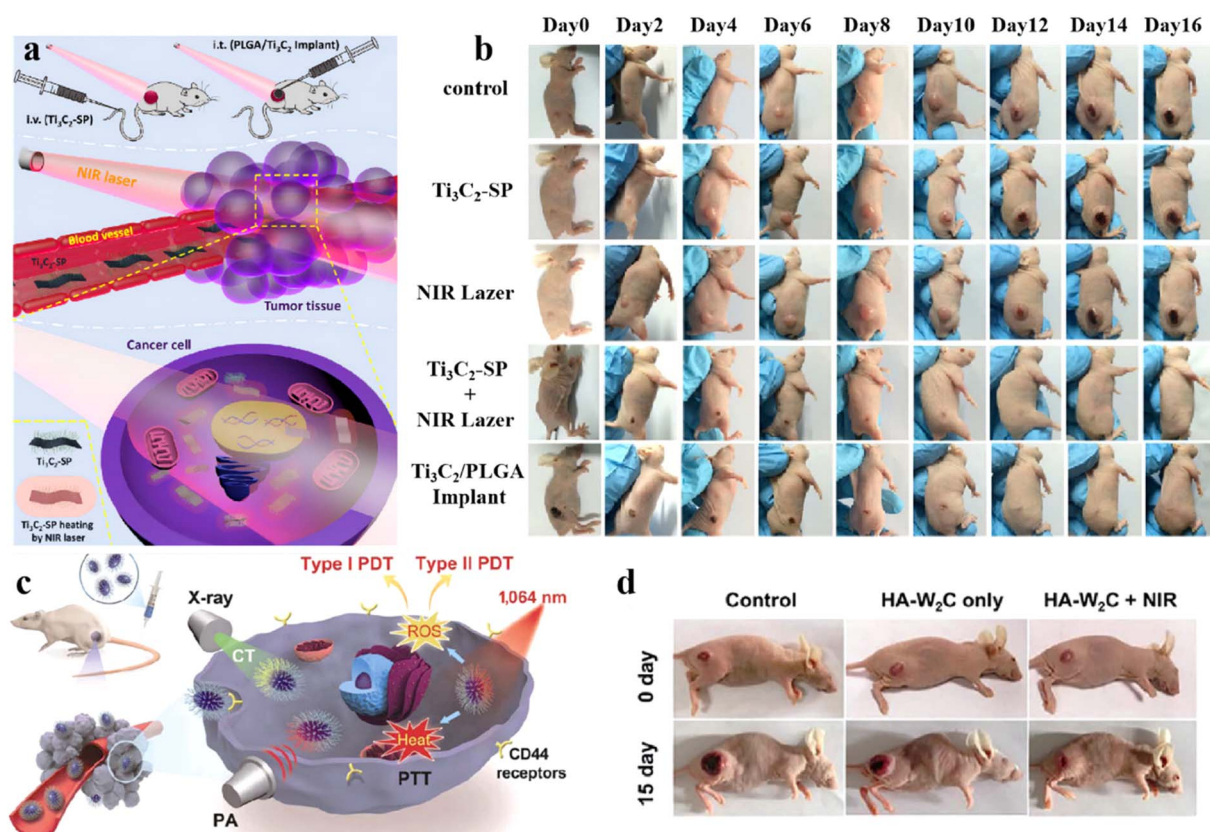 a
i.t. (PLGA/Ti₃C₂ Implant)
I.v. (Ti₃C₂-SP)
NIR laser
Blood vessel
Ti₃C₂-SP
Tumor tissue
Cancer cell
Ti₃C₂-SP
Ti₃C₂-SP heating
by NIR laser
b
Day0 Day2 Day4 Day6 Day8 Day10 Day12 Day14 Day16
control
Ti₃C₂-SP
NIR Lazer
Ti₃C₂-SP
+
NIR Lazer
Ti₃C₂/PLGA
Implant
c
Type I PDT Type II PDT
X-ray
1,064 nm
ROS
CT
Heat
CD44
receptors
PTT
PA
d
Control HA-W₂C only HA-W₂C + NIR
0 day
15 day